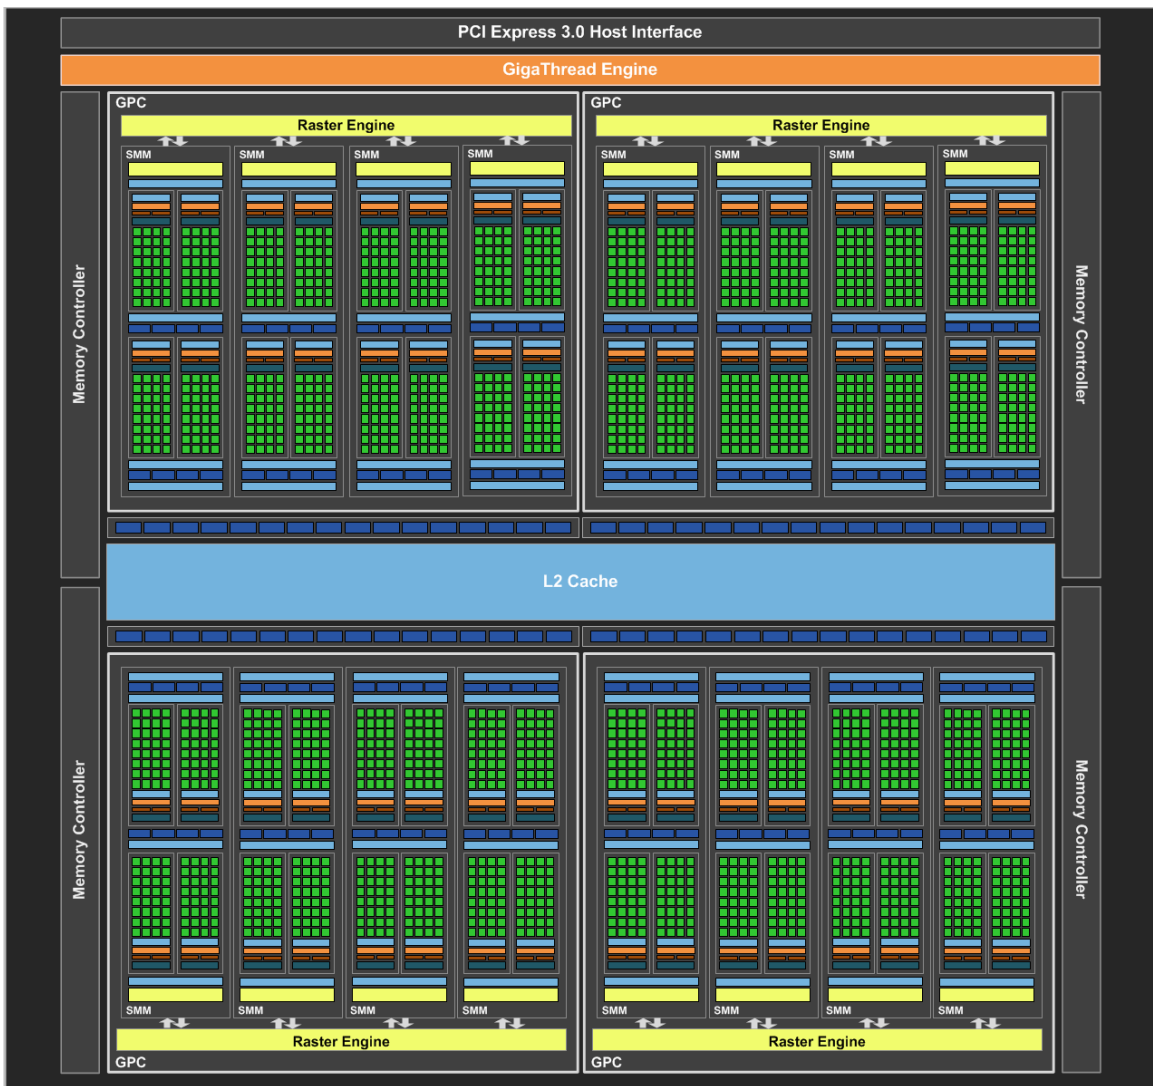 PCI Express 3.0 Host Interface
GigaThread Engine
Memory Controller
GPC
Raster Engine
SMM
SMM
SMM
SMM
GPC
Raster Engine
SMM
SMM
SMM
SMM
Memory Controller
L2 Cache
Memory Controller
SMM
SMM
SMM
SMM
Raster Engine
GPC
SMM
SMM
SMM
SMM
Raster Engine
GPC
Memory Controller